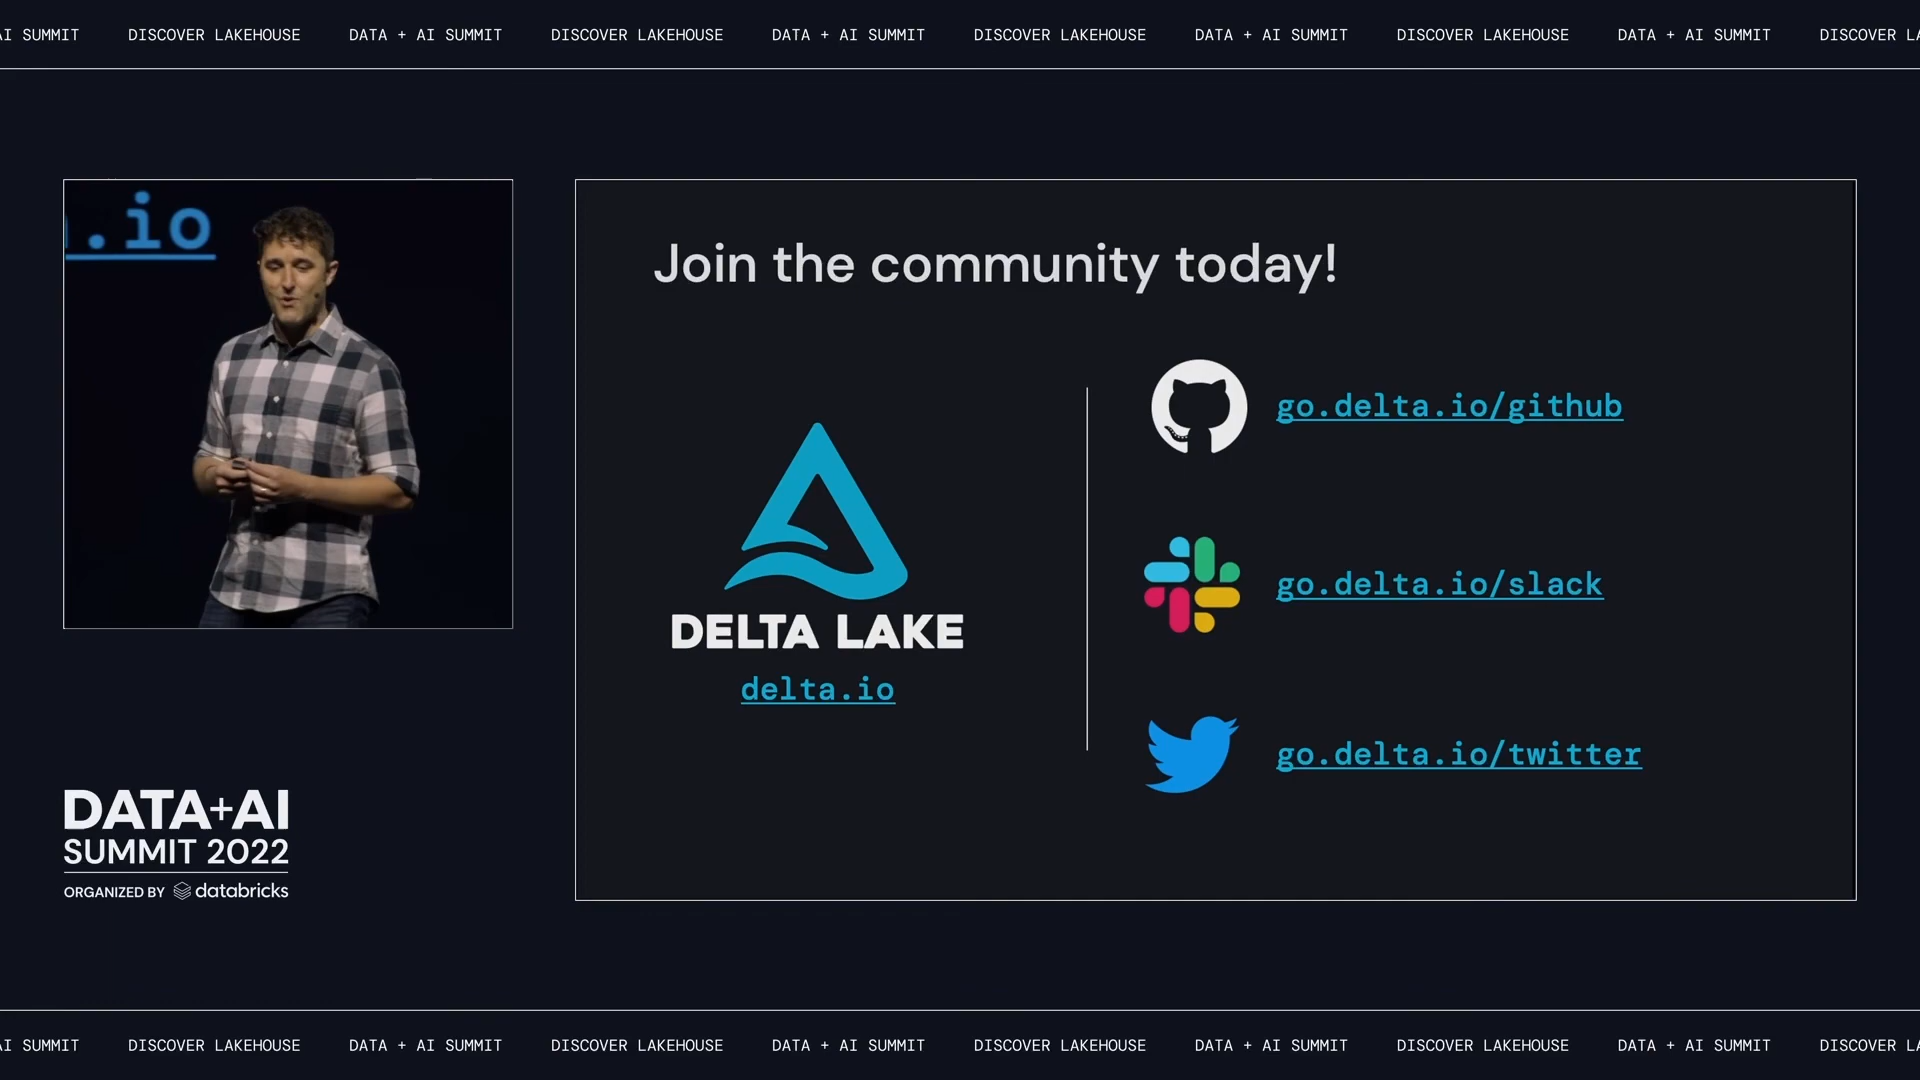 AI SUMMIT DISCOVER LAKEHOUSE DATA + AI SUMMIT DISCOVER LAKEHOUSE DATA + AI SUMMIT DISCOVER LAKEHOUSE DATA + AI SUMMIT DISCOVER LAKEHOUSE DATA + AI SUMMIT DISCOVER LA
.io
Join the community today!
go.delta.io/github
go.delta.io/slack
go.delta.io/twitter
DELTA LAKE
delta.io
DATA+AI
SUMMIT 2022
ORGANIZED BY databricks
AI SUMMIT DISCOVER LAKEHOUSE DATA + AI SUMMIT DISCOVER LAKEHOUSE DATA + AI SUMMIT DISCOVER LAKEHOUSE DATA + AI SUMMIT DISCOVER LAKEHOUSE DATA + AI SUMMIT DISCOVER LA